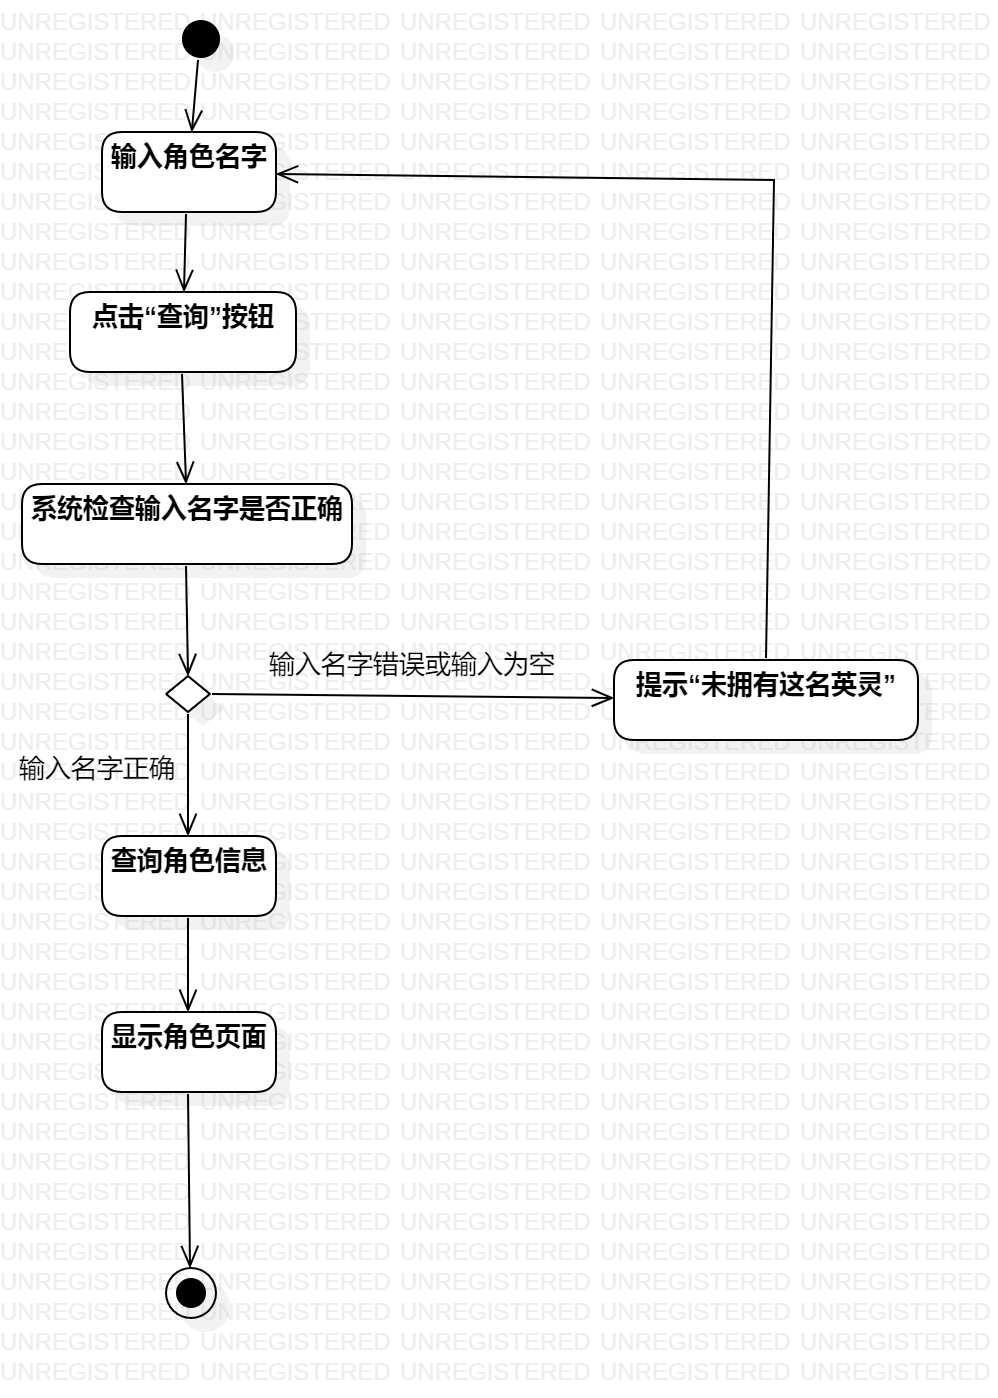 输入角色名字
点击“查询”按钮
系统检查输入名字是否正确
输入名字错误或输入为空
提示“未拥有这名英灵”
输入名字正确
查询角色信息
显示角色页面
UNREGISTERED